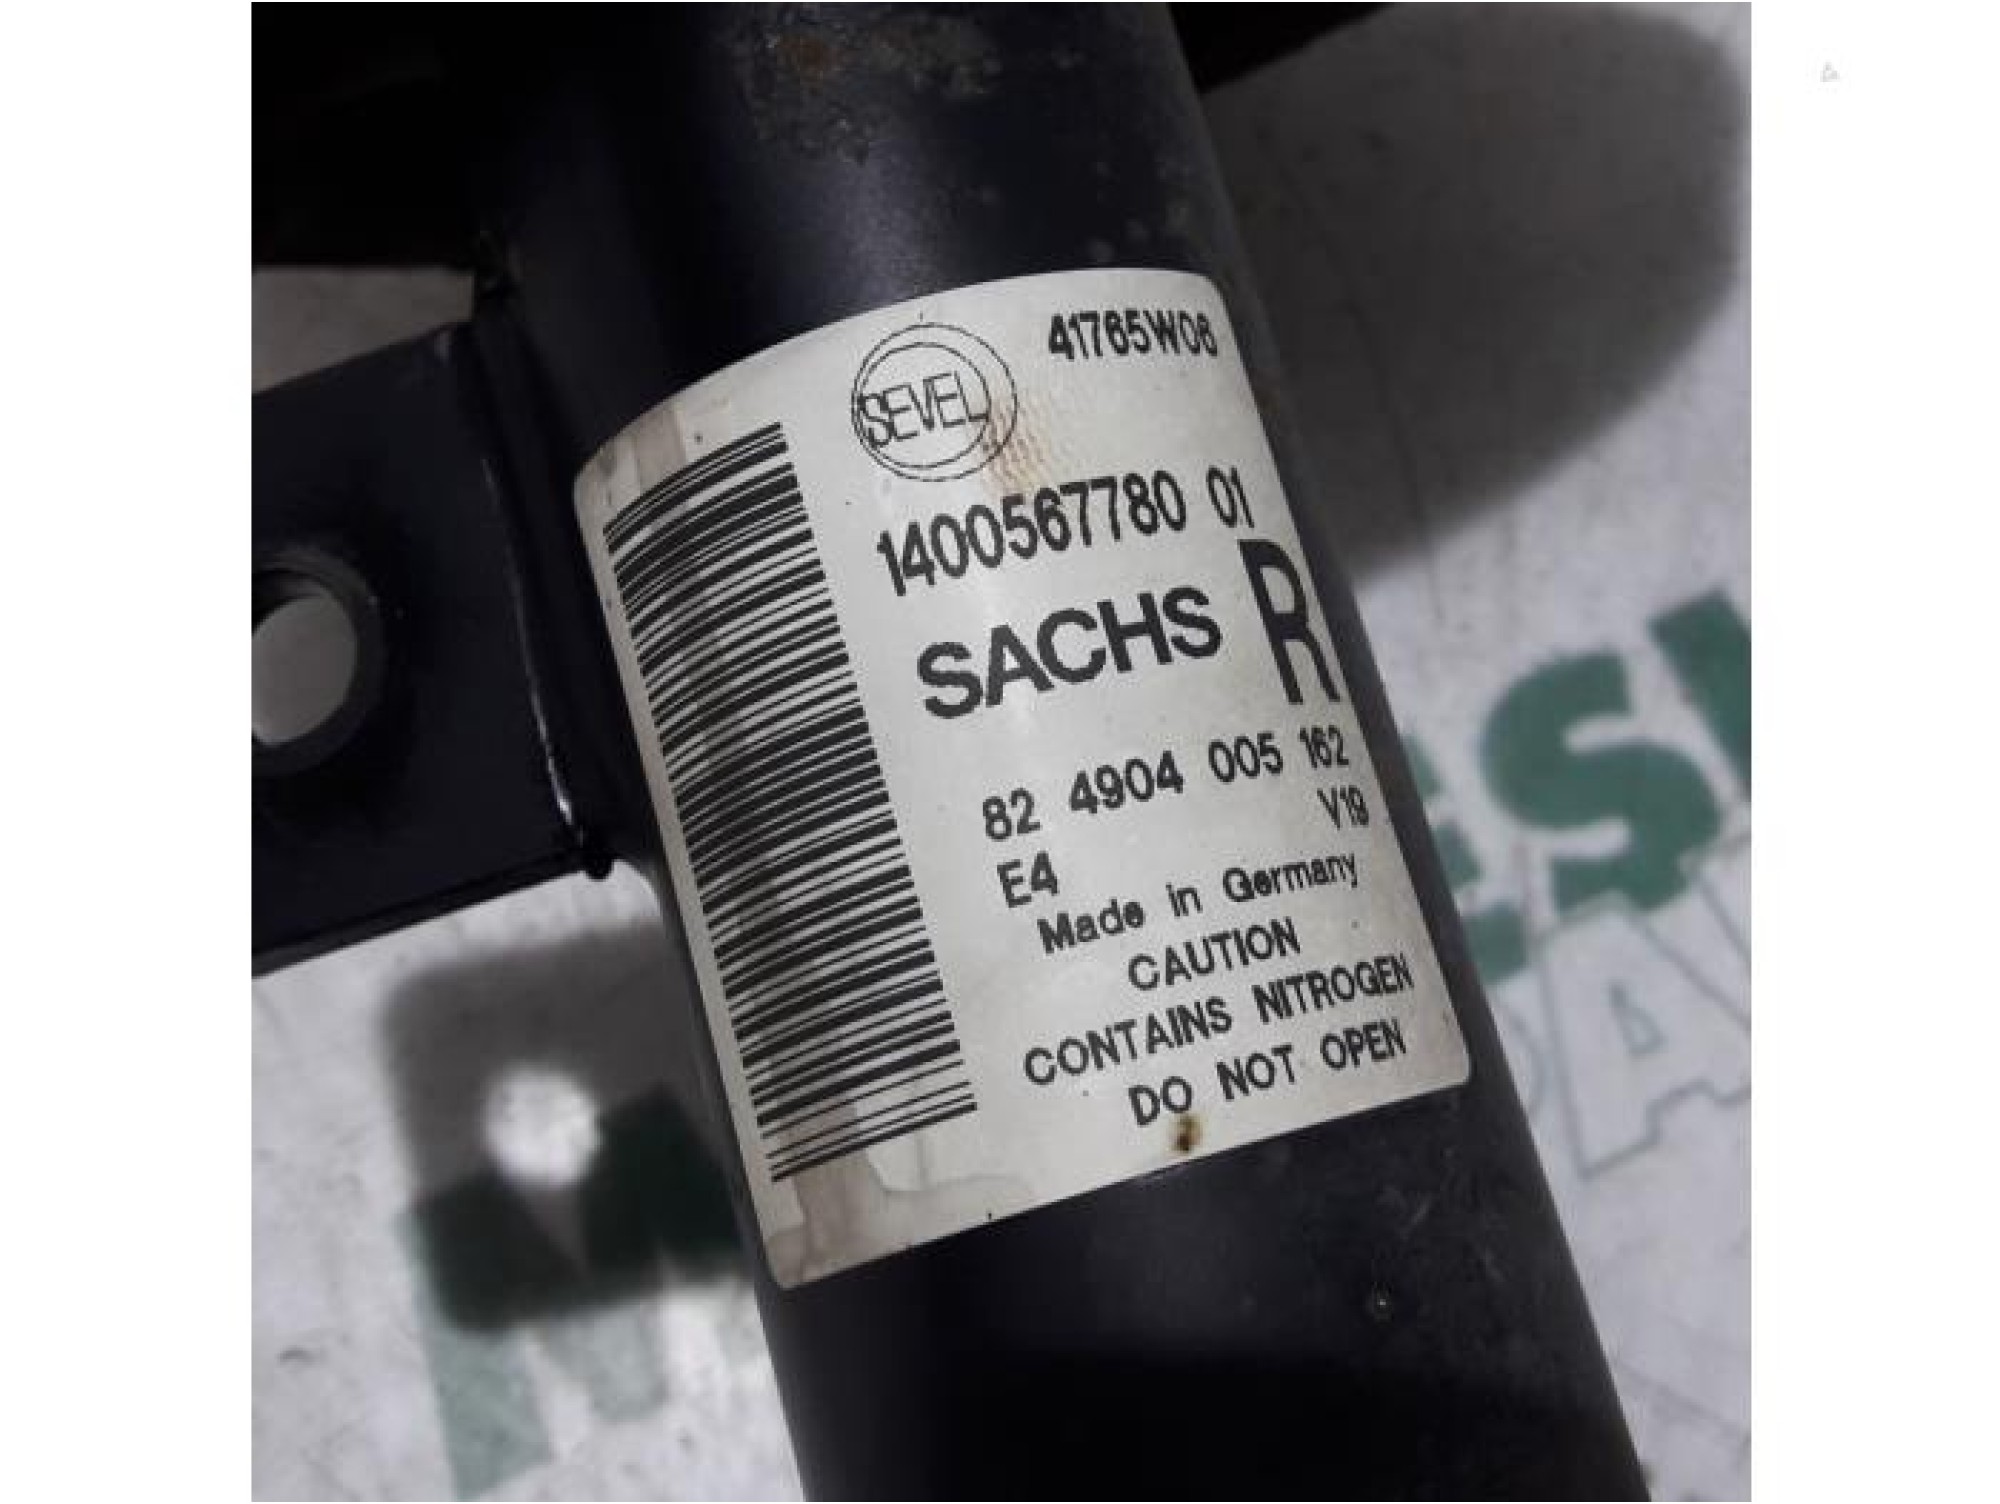 41765W06
SEVEL
1400567780 01
SACHS R
82 4904 005 162
V19
E4
Made in Germany
CAUTION
CONTAINS NITROGEN
DO NOT OPEN